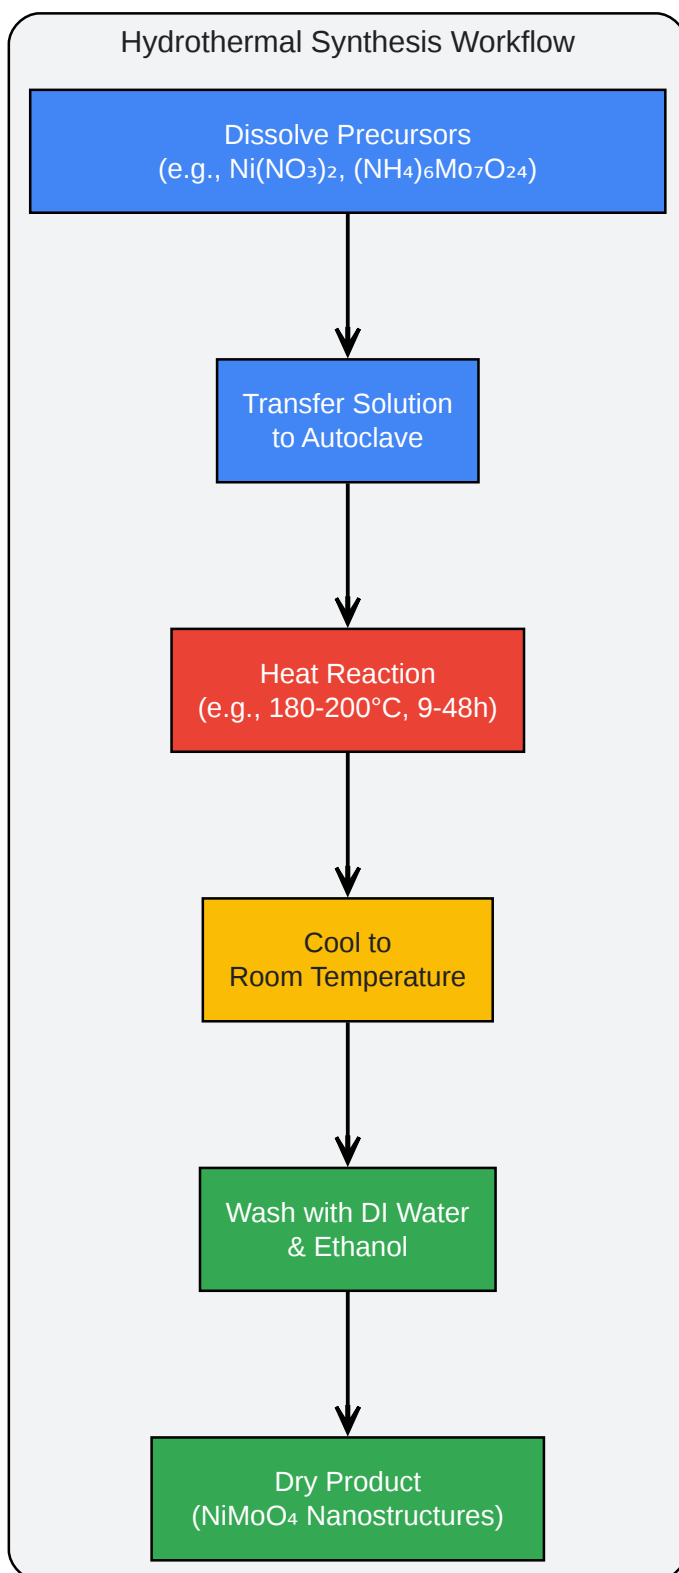 Hydrothermal Synthesis Workflow
Dissolve Precursors
(e.g., Ni(NO₃)₂, (NH₄)₆Mo₇O₂₄)
Transfer Solution
to Autoclave
Heat Reaction
(e.g., 180-200°C, 9-48h)
Cool to
Room Temperature
Wash with DI Water
& Ethanol
Dry Product
(NiMoO₄ Nanostructures)